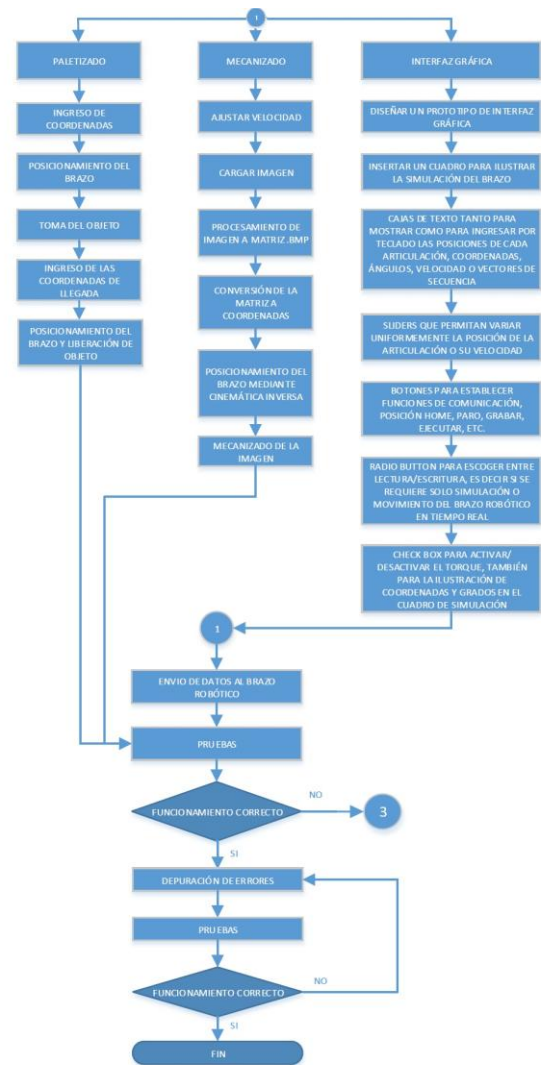 1
PALETIZADO
INGRESO DE
COORDENADAS
POSICIONAMIENTO DEL
BRAZO
TOMA DEL OBJETO
INGRESO DE LAS
COORDENADAS DE
LLEGADA
POSICIONAMIENTO DEL
BRAZO Y LIBERACIÓN DE
OBJETO
MECANIZADO
AJUSTAR VELOCIDAD
CARGAR IMAGEN
PROCESAMIENTO DE
IMAGEN A MATRIZ.BMP
CONVERSIÓN DE LA
MATRIZ A
COORDENADAS
POSICIONAMIENTO DEL
BRAZO MEDIANTE
CINEMÁTICA INVERSA
MECANIZADO DE LA
IMAGEN
INTERFAZ GRÁFICA
DISEÑAR UN PROTOTIPO DE INTERFAZ
GRÁFICA
INSERTAR UN CUADRO PARA ILUSTRAR
LA SIMULACIÓN DEL BRAZO
CAJAS DE TEXTO TANTO PARA
MOSTRAR COMO PARA INGRESAR POR
TECLADO LAS POSICIONES DE CADA
ARTICULACIÓN, COORDENADAS,
ÁNGULOS, VELOCIDAD O VECTORES DE
SECUENCIA
SLIDERS QUE PERMITAN VARIAR
UNIFORMEMENTE LA POSICIÓN DE LA
ARTICULACIÓN O SU VELOCIDAD
BOTONES PARA ESTABLECER
FUNCIONES DE COMUNICACIÓN,
POSICIÓN HOME, PARO, GRABAR,
EJECUTAR, ETC.
RADIO BUTTON PARA ESCOGER ENTRE
LECTURA/ESCRITURA, ES DECIR SI SE
REQUIERE SOLO SIMULACIÓN O
MOVIMIENTO DEL BRAZO ROBÓTICO
EN TIEMPO REAL
CHECK BOX PARA ACTIVAR/
DESACTIVAR EL TORQUE, TAMBIÉN
PARA LA ILUSTRACIÓN DE
COORDENADAS Y GRADOS EN EL
CUADRO DE SIMULACIÓN
1
ENVIO DE DATOS AL BRAZO
ROBÓTICO
PRUEBAS
FUNCIONAMIENTO CORRECTO
NO
3
SI
DEPURACIÓN DE ERRORES
PRUEBAS
FUNCIONAMIENTO CORRECTO
NO
SI
FIN